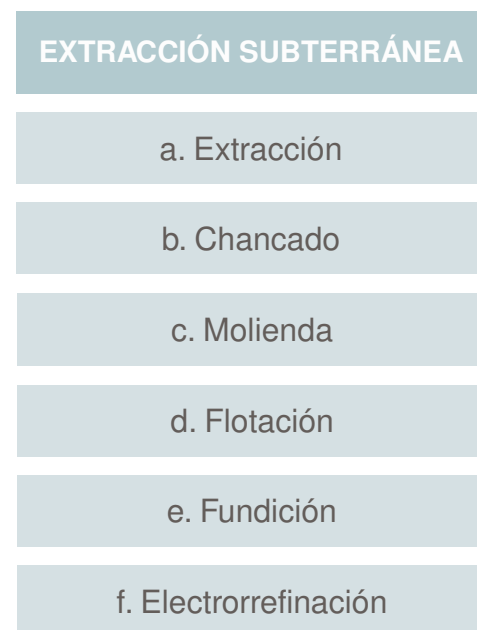 EXTRACCIÓN SUBTERRÁNEA
a. Extracción
b. Chancado
c. Molienda
d. Flotación
e. Fundición
f. Electrorrefinación